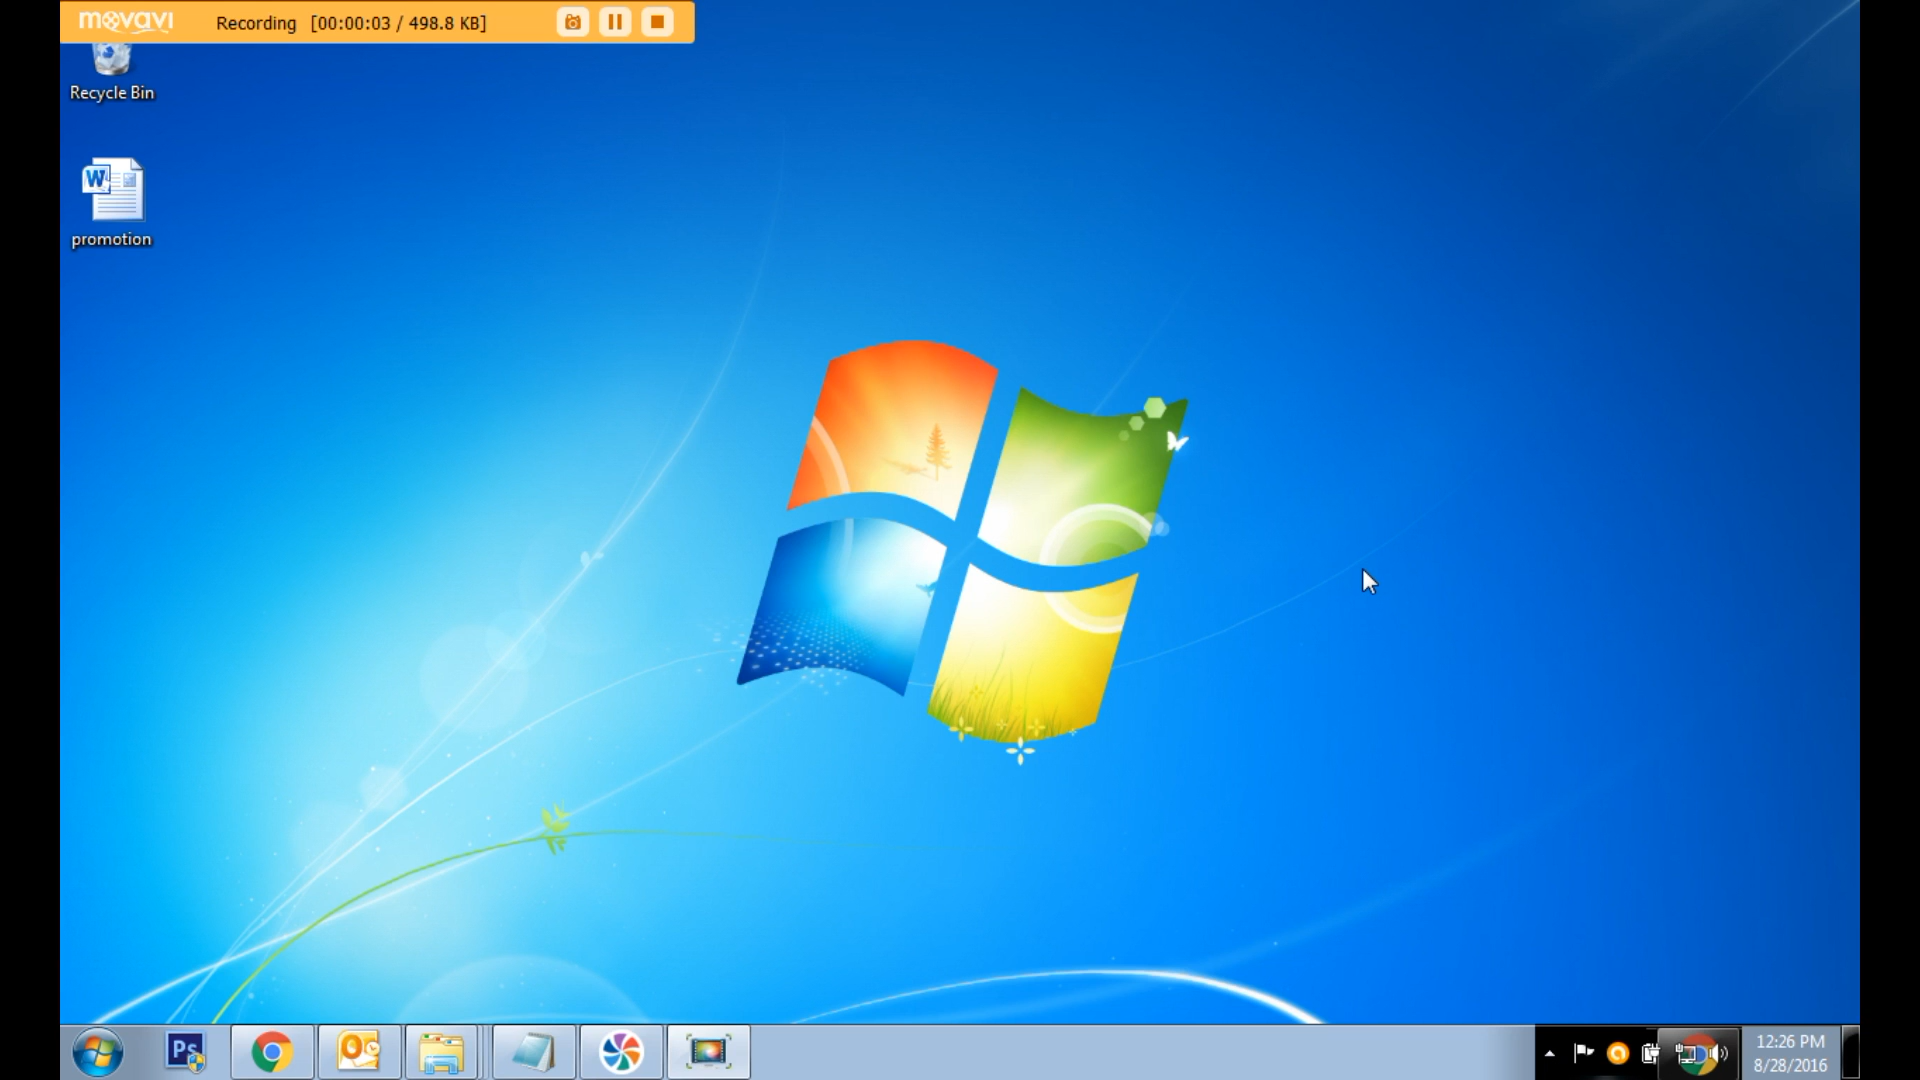 movavi Recording [00:00:03 / 498.8 KB]
Recycle Bin
W
promotion
Ps
12:26 PM
8/28/2016